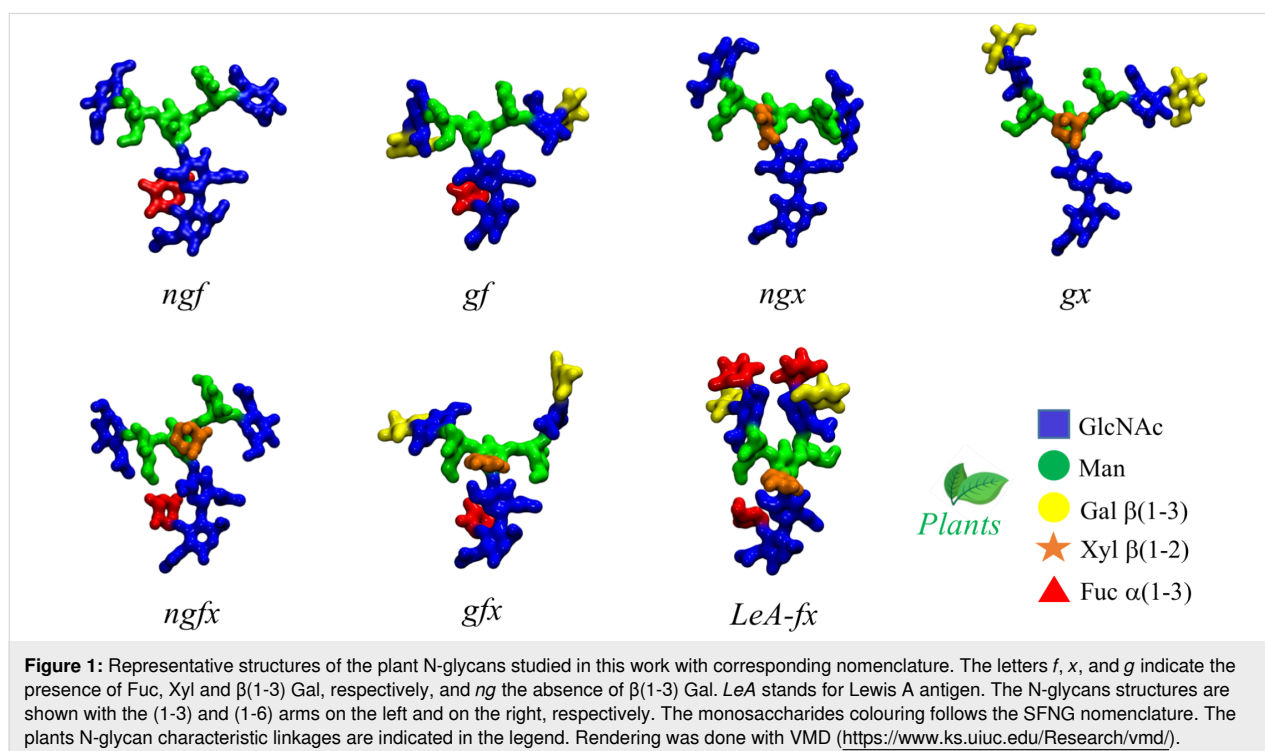 ngf
gf
ngx
gx
ngfx
gfx
LeA-fx
Plants
GlcNAc
Man
Gal β(1-3)
Xyl β(1-2)
Fuc α(1-3)
Figure 1: Representative structures of the plant N-glycans studied in this work with corresponding nomenclature. The letters f, x, and g indicate the
presence of Fuc, Xyl and β(1-3) Gal, respectively, and ng the absence of β(1-3) Gal. LeA stands for Lewis A antigen. The N-glycans structures are
shown with the (1-3) and (1-6) arms on the left and on the right, respectively. The monosaccharides colouring follows the SFNG nomenclature. The
plants N-glycan characteristic linkages are indicated in the legend. Rendering was done with VMD (https://www.ks.uiuc.edu/Research/vmd/).